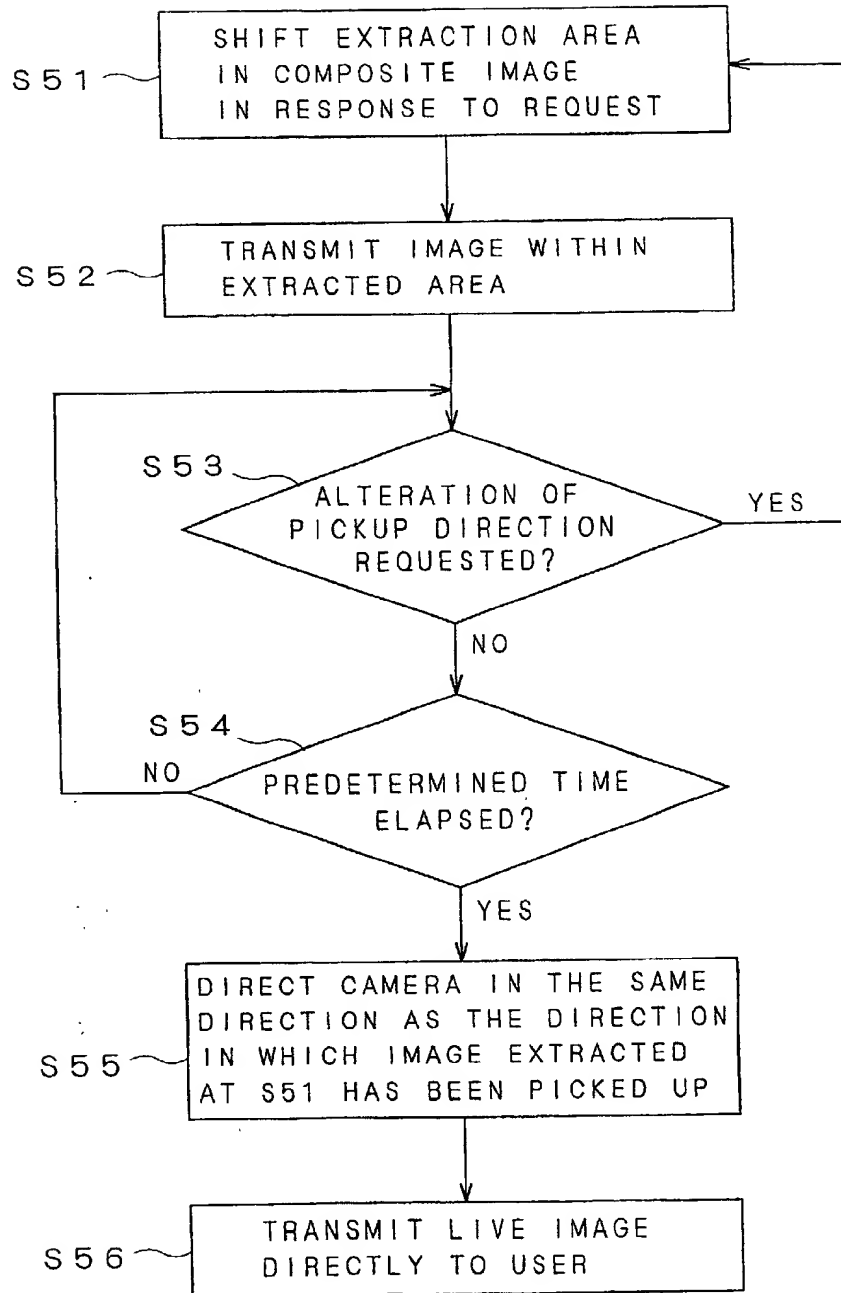 S51
SHIFT EXTRACTION AREA
IN COMPOSITE IMAGE
IN RESPONSE TO REQUEST
S52
TRANSMIT IMAGE WITHIN
EXTRACTED AREA
S53
ALTERATION OF
PICKUP DIRECTION
REQUESTED?
YES
NO
S54
NO
PREDETERMINED TIME
ELAPSED?
YES
S55
DIRECT CAMERA IN THE SAME
DIRECTION AS THE DIRECTION
IN WHICH IMAGE EXTRACTED
AT S51 HAS BEEN PICKED UP
S56
TRANSMIT LIVE IMAGE
DIRECTLY TO USER